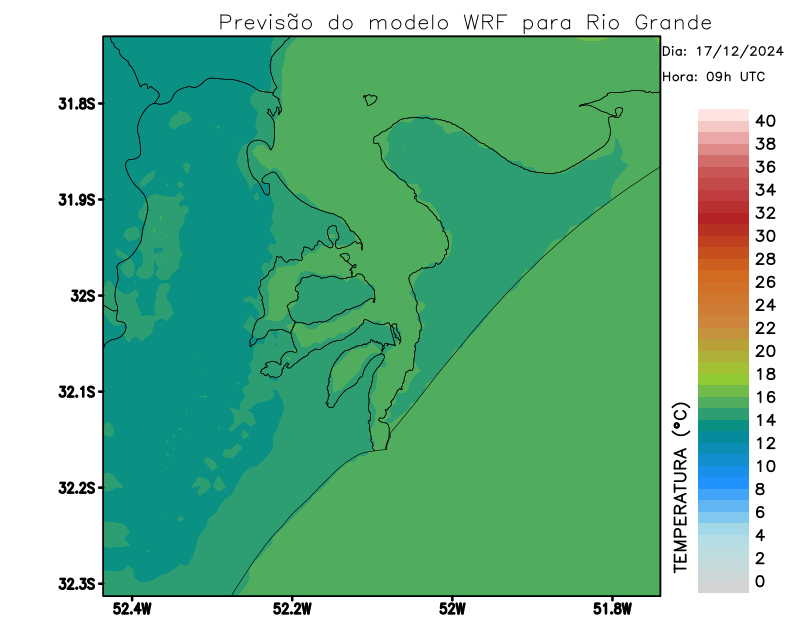 Previsão do modelo WRF para Rio Grande
Dia: 17/12/2024
Hora: 09h UTC
31.8S
31.9S
32S
32.1S
32.2S
32.3S
52.4W
52.2W
52W
51.8W
40
38
36
34
32
30
28
26
24
22
20
18
16
14
12
10
8
6
4
2
0
TEMPERATURA (°C)